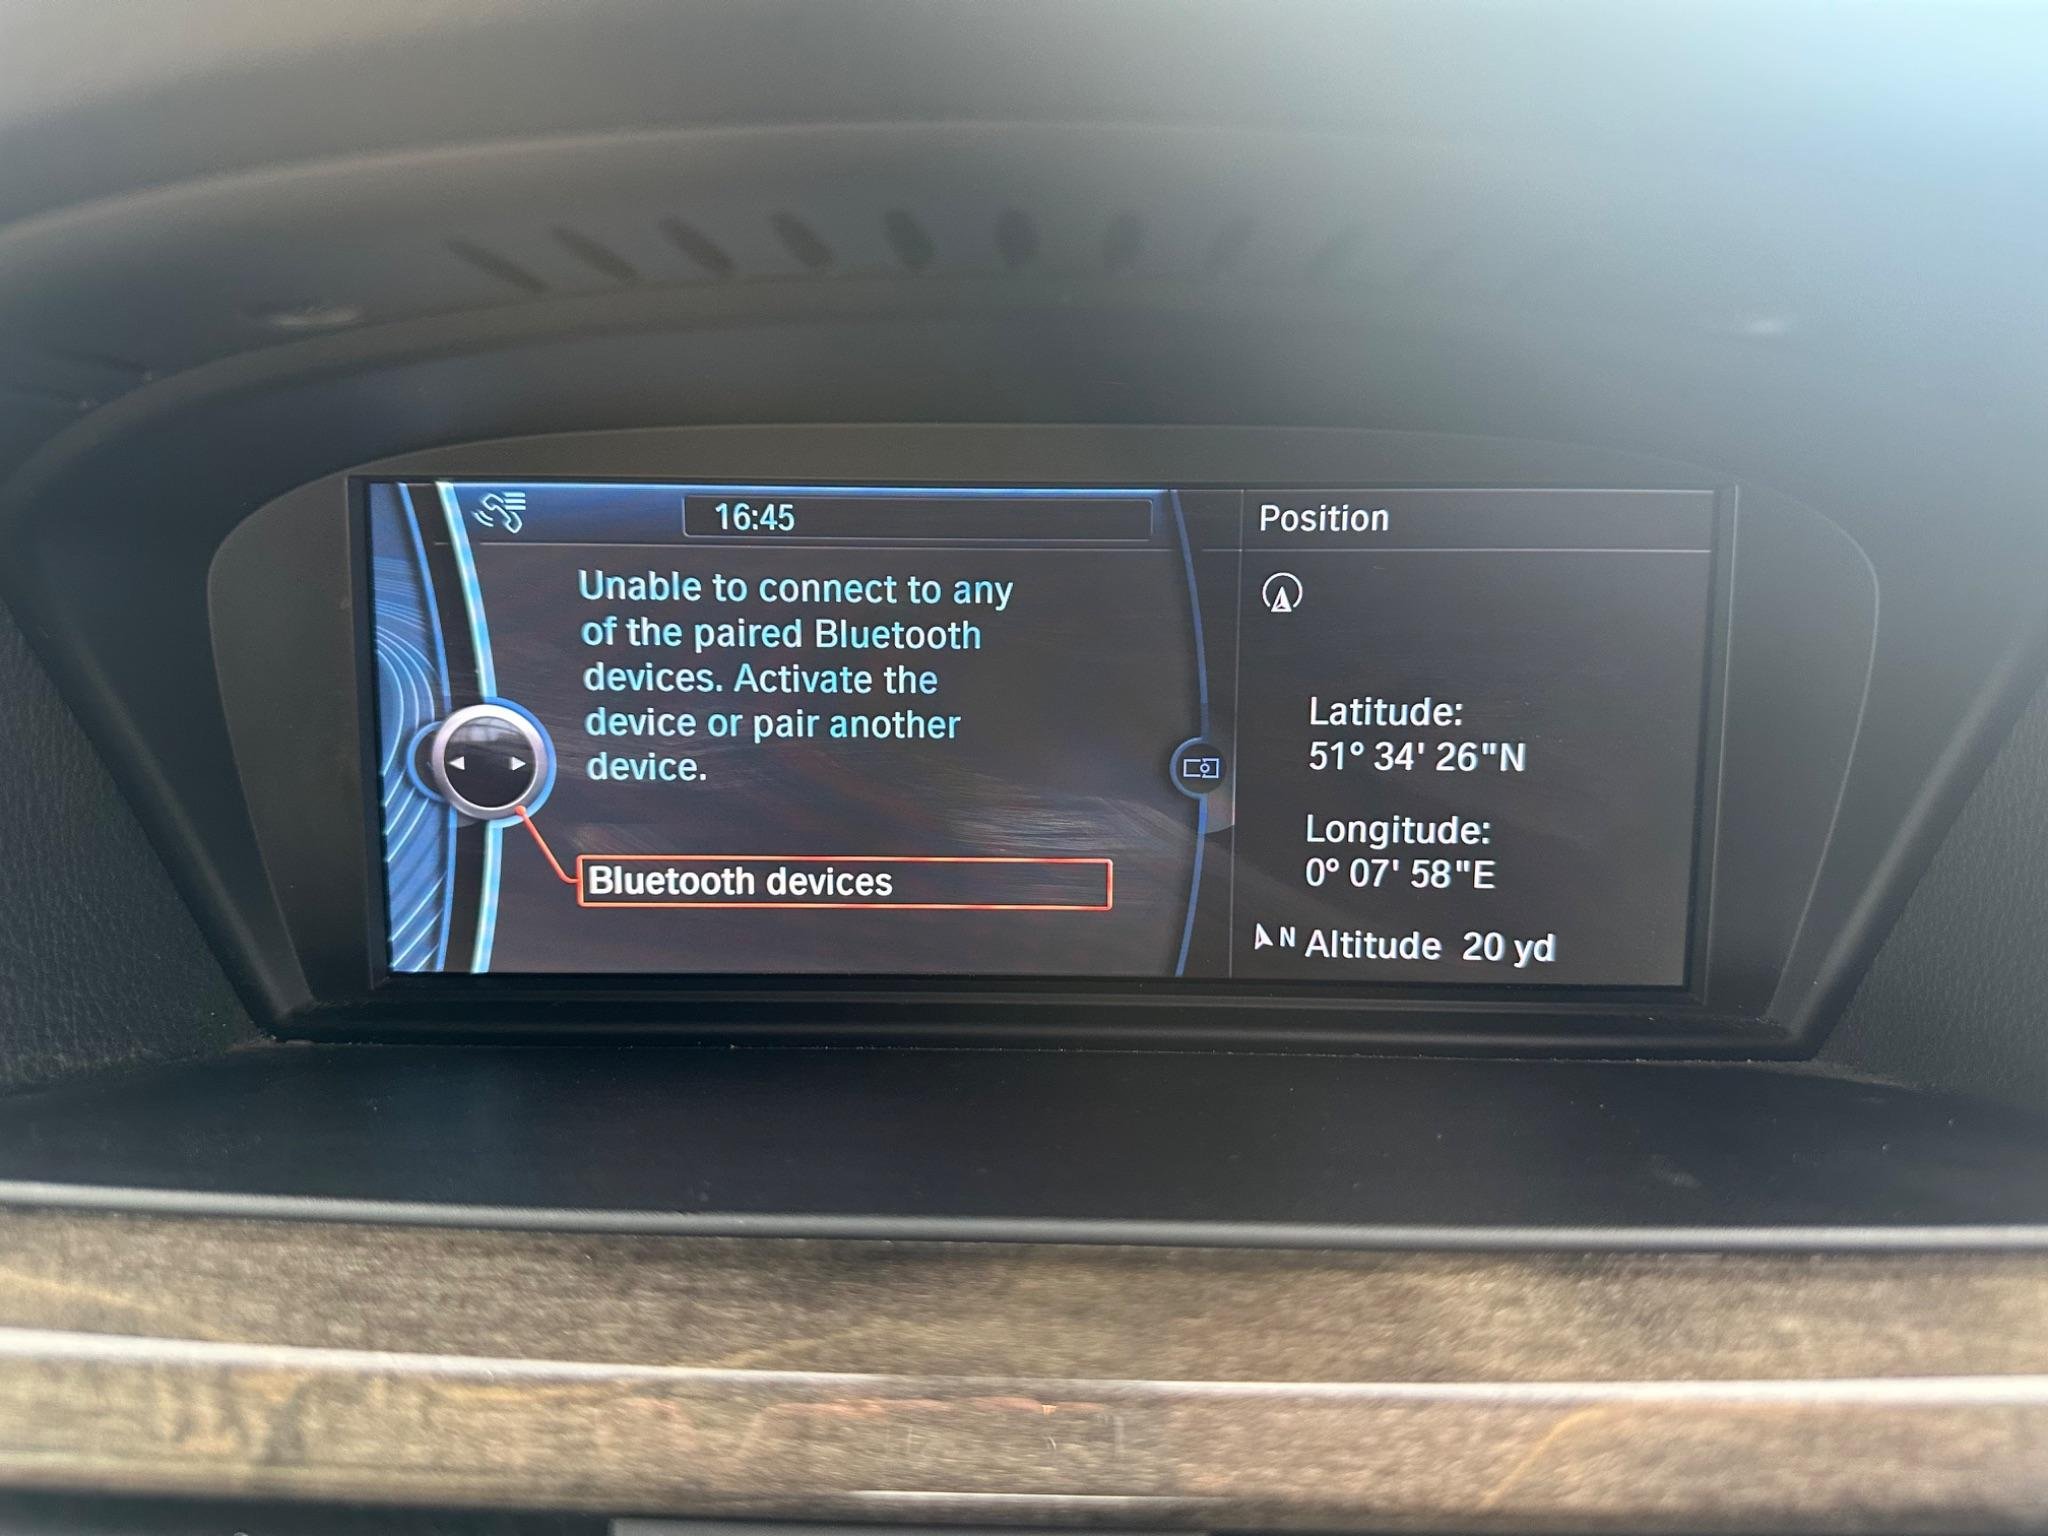 16:45
Unable to connect to any
of the paired Bluetooth
devices. Activate the
device or pair another
device.
Bluetooth devices
Position
Latitude:
51° 34' 26"N
Longitude:
0° 07' 58"E
N Altitude 20 yd